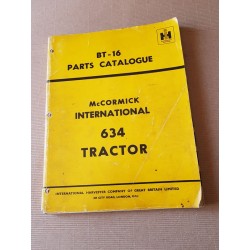 BT-16
PARTS CATALOGUE
McCORMICK
INTERNATIONAL
634
TRACTOR
INTERNATIONAL HARVESTER COMPANY OF GREAT BRITAIN LIMITED